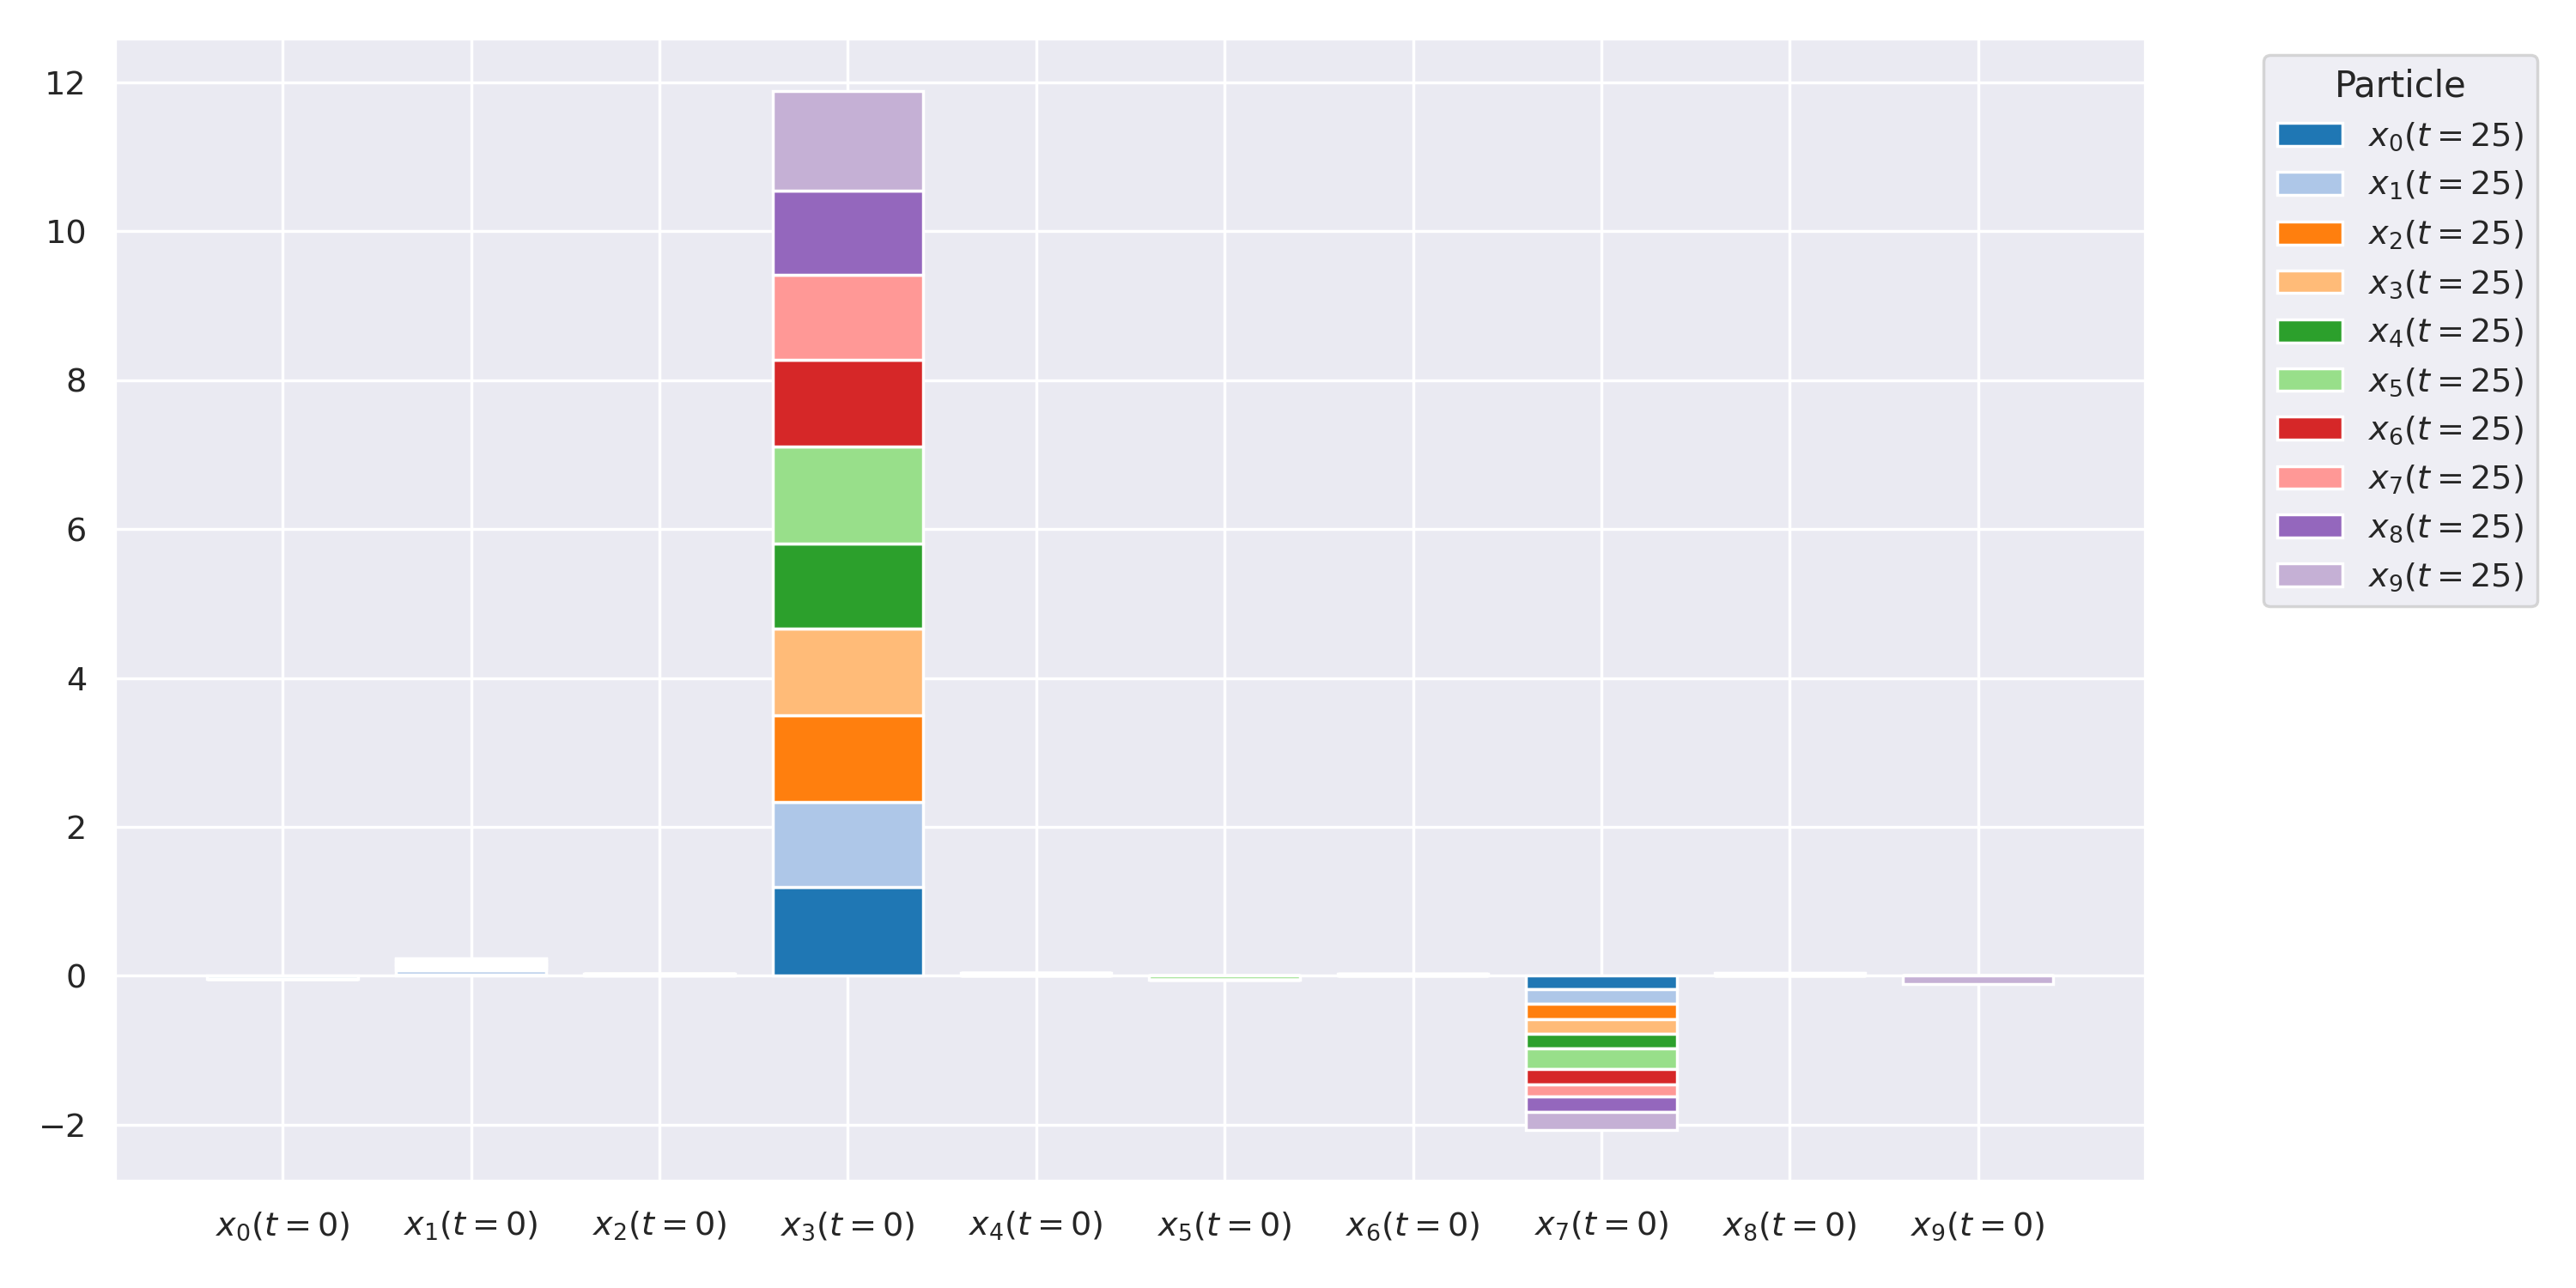 12
10
8
6
4
2
0
−2
x₀(t = 0) x₁(t = 0) x₂(t = 0) x₃(t = 0) x₄(t = 0) x₅(t = 0) x₆(t = 0) x₇(t = 0) x₈(t = 0) x₉(t = 0)
Particle
x₀(t = 25)
x₁(t = 25)
x₂(t = 25)
x₃(t = 25)
x₄(t = 25)
x₅(t = 25)
x₆(t = 25)
x₇(t = 25)
x₈(t = 25)
x₉(t = 25)